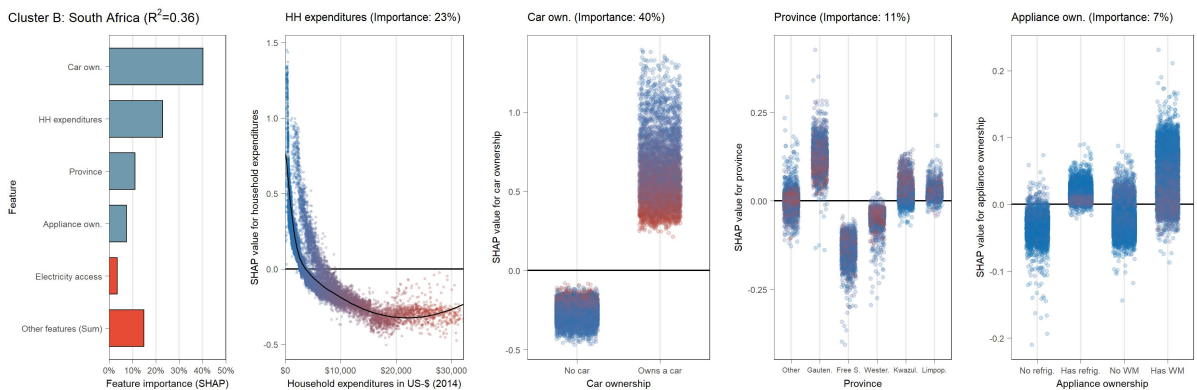 Cluster B: South Africa (R²=0.36)
Feature
Car own.
HH expenditures
Province
Appliance own.
Electricity access
Other features (Sum)
0% 10% 20% 30% 40% 50%
Feature importance (SHAP)
HH expenditures (Importance: 23%)
SHAP value for household expenditures
1.5
1.0
0.5
0.0
-0.5
$0 $10,000 $20,000 $30,000
Household expenditures in US-$ (2014)
Car own. (Importance: 40%)
SHAP value for car ownership
1.0
0.5
0.0
-0.5
No car Owns a car
Car ownership
Province (Importance: 11%)
SHAP value for province
0.25
0.00
-0.25
Other Gauten. Free S. Wester. Kwazul. Limpop.
Province
Appliance own. (Importance: 7%)
SHAP value for appliance ownership
0.2
0.1
0.0
-0.1
-0.2
No refrig. Has refrig. No WM Has WM
Appliance ownership